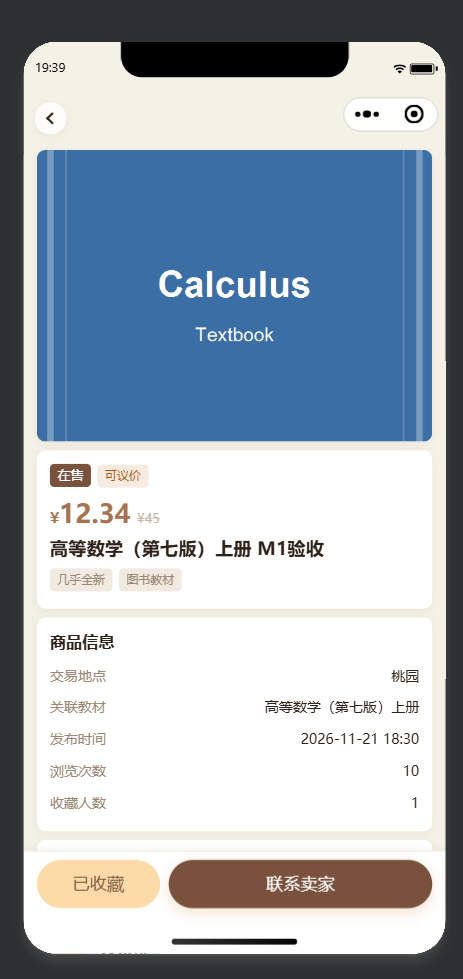 19:39
Calculus
Textbook
在售 可议价
¥12.34 ¥45
高等数学（第七版）上册 M1验收
几乎全新 图书教材
商品信息
交易地点 桃园
关联教材 高等数学（第七版）上册
发布时间 2026-11-21 18:30
浏览次数 10
收藏人数 1
已收藏 联系卖家